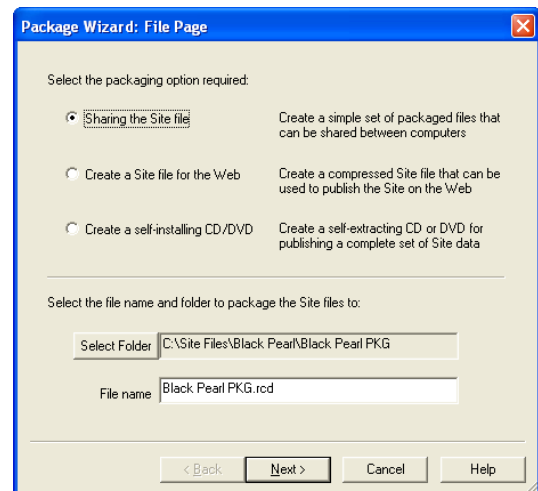 Package Wizard: File Page
Select the packaging option required:
Sharing the Site file
Create a simple set of packaged files that
can be shared between computers
Create a Site file for the Web
Create a compressed Site file that can be
used to publish the Site on the Web
Create a self-installing CD/DVD
Create a self-extracting CD or DVD for
publishing a complete set of Site data
Select the file name and folder to package the Site files to:
Select Folder C:\Site Files\Black Pearl\Black Pearl PKG
File name Black Pearl PKG.rcd
< Back Next > Cancel Help